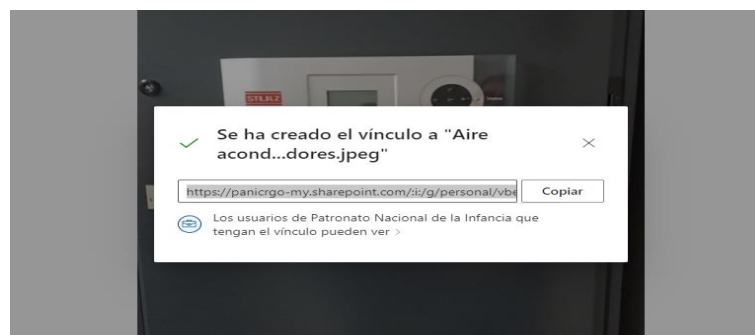 STULZ
Se ha creado el vínculo a "Aire
acond...dores.jpeg"
https://panicrgo-my.sharepoint.com/:i:/g/personal/vbe
Copiar
Los usuarios de Patronato Nacional de la Infancia que
tengan el vínculo pueden ver >